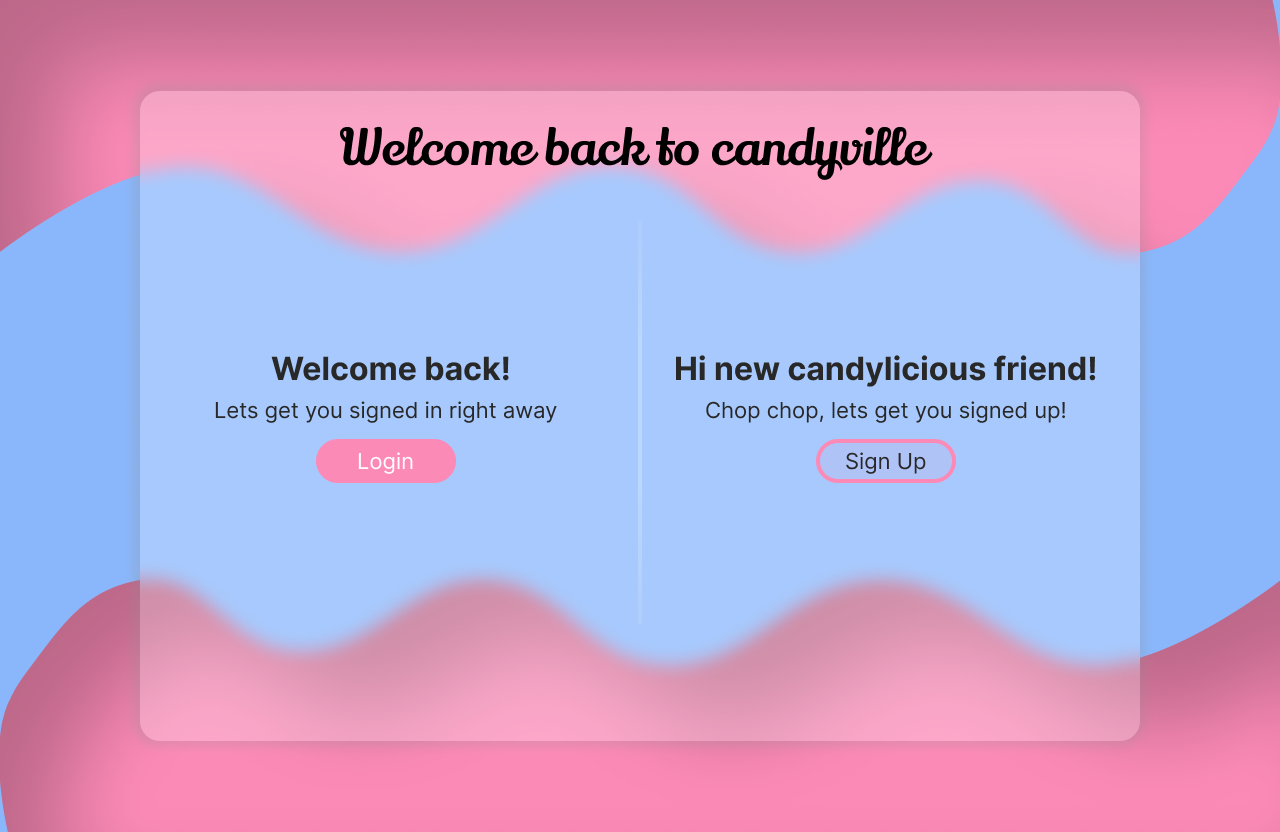 Welcome back to candyville
Welcome back!
Lets get you signed in right away
Login
Hi new candylicious friend!
Chop chop, lets get you signed up!
Sign Up